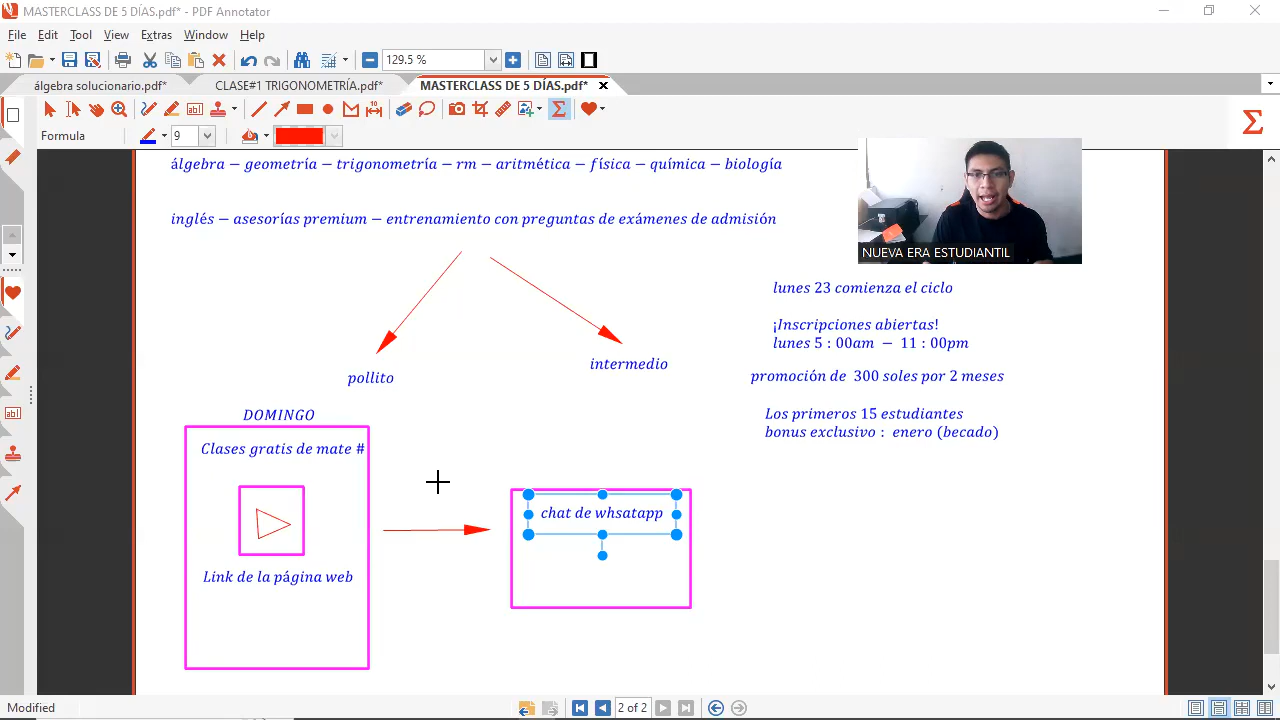 MASTERCLASS DE 5 DÍAS.pdf* - PDF Annotator
File Edit Tool View Extras Window Help
129.5 %
álgebra solucionario.pdf* CLASE#1 TRIGONOMETRÍA.pdf* MASTERCLASS DE 5 DÍAS.pdf*
Formula 9
álgebra − geometría − trigonometría − rm − aritmética − física − química − biología
inglés − asesorías premium − entrenamiento con preguntas de exámenes de admisión
NUEVA ERA ESTUDIANTIL
lunes 23 comienza el ciclo
¡Inscripciones abiertas!
lunes 5 : 00am − 11 : 00pm
intermedio
pollito
promoción de 300 soles por 2 meses
Los primeros 15 estudiantes
bonus exclusivo : enero (becado)
DOMINGO
Clases gratis de mate #
chat de whsatapp
Link de la página web
Modified
2 of 2